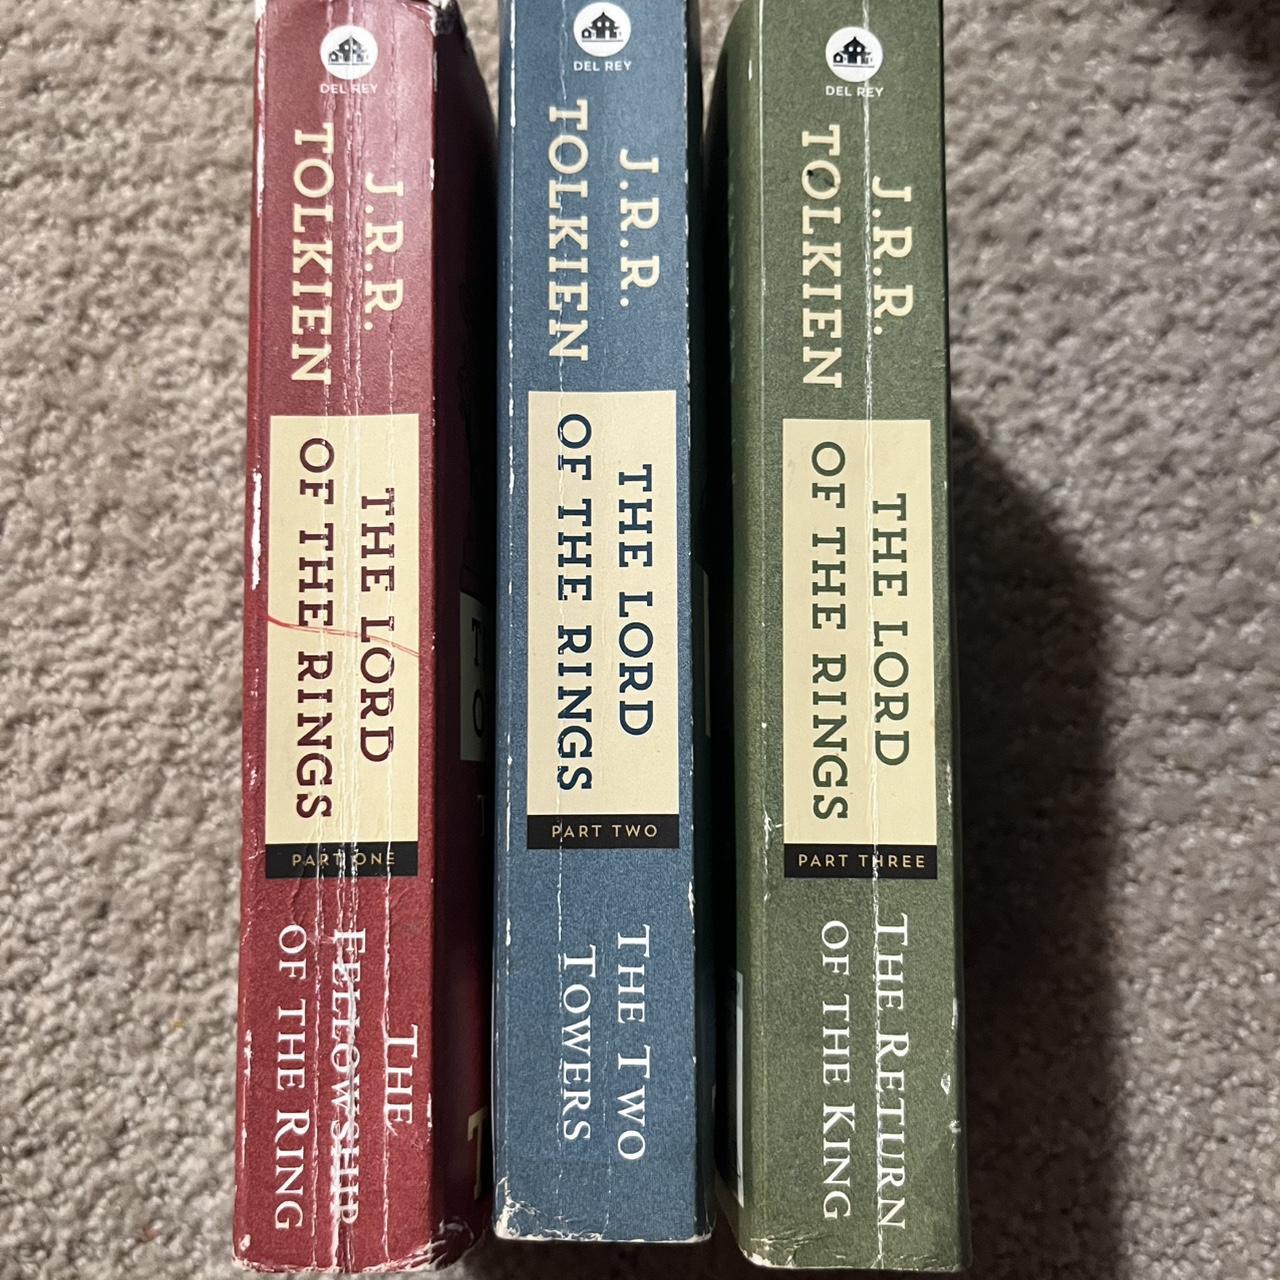 DEL REY
J.R.R.
TOLKIEN
THE LORD
OF THE RINGS
PART ONE
THE
FELLOWSHIP
OF THE RING
DEL REY
J.R.R.
TOLKIEN
THE LORD
OF THE RINGS
PART TWO
THE TWO
TOWERS
DEL REY
J.R.R.
TOLKIEN
THE LORD
OF THE RINGS
PART THREE
THE RETURN
OF THE KING